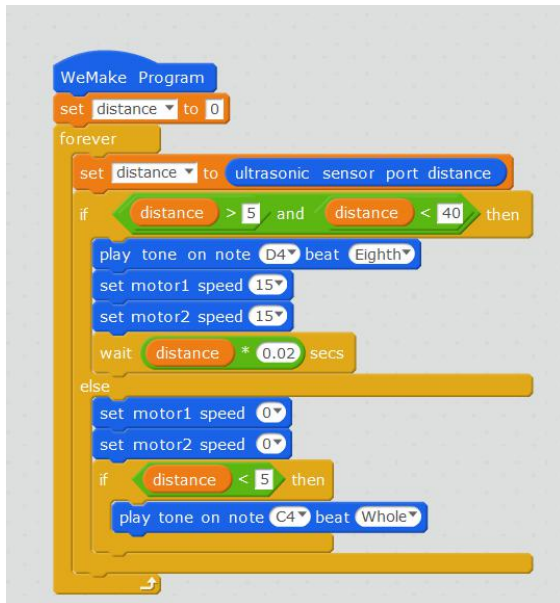 WeMake Program
set distance to 0
forever
set distance to ultrasonic sensor port distance
if distance > 5 and distance < 40 then
play tone on note D4 beat Eighth
set motor1 speed 15
set motor2 speed 15
wait distance * 0.02 secs
else
set motor1 speed 0
set motor2 speed 0
if distance < 5 then
play tone on note C4 beat Whole